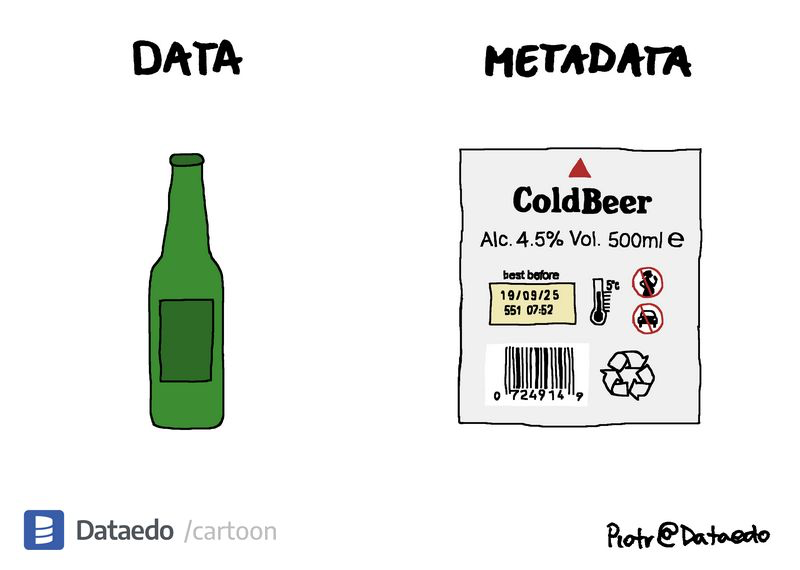 DATA
METADATA
ColdBeer
Alc. 4.5% Vol. 500ml e
best before
19/09/25
551 07:52
5°c
0 724914 9
Dataedo /cartoon
Piotr@Dataedo